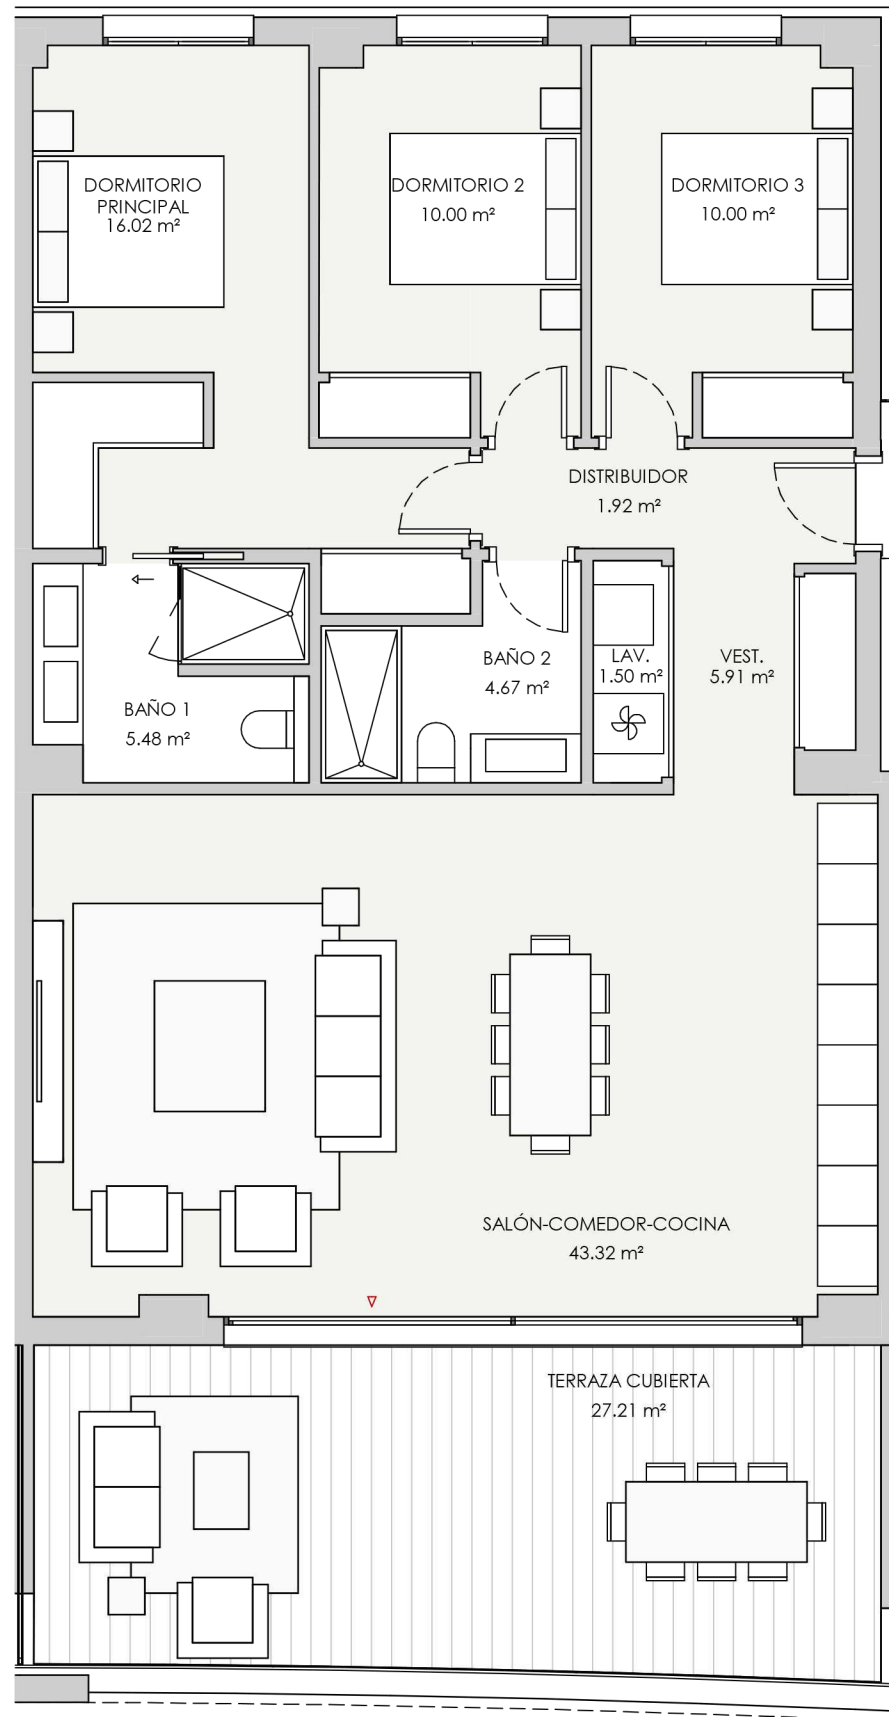 DORMITORIO
PRINCIPAL
16.02 m²
DORMITORIO 2
10.00 m²
DORMITORIO 3
10.00 m²
DISTRIBUIDOR
1.92 m²
BAÑO 1
5.48 m²
BAÑO 2
4.67 m²
LAV.
1.50 m²
VEST.
5.91 m²
SALÓN-COMEDOR-COCINA
43.32 m²
TERRAZA CUBIERTA
27.21 m²